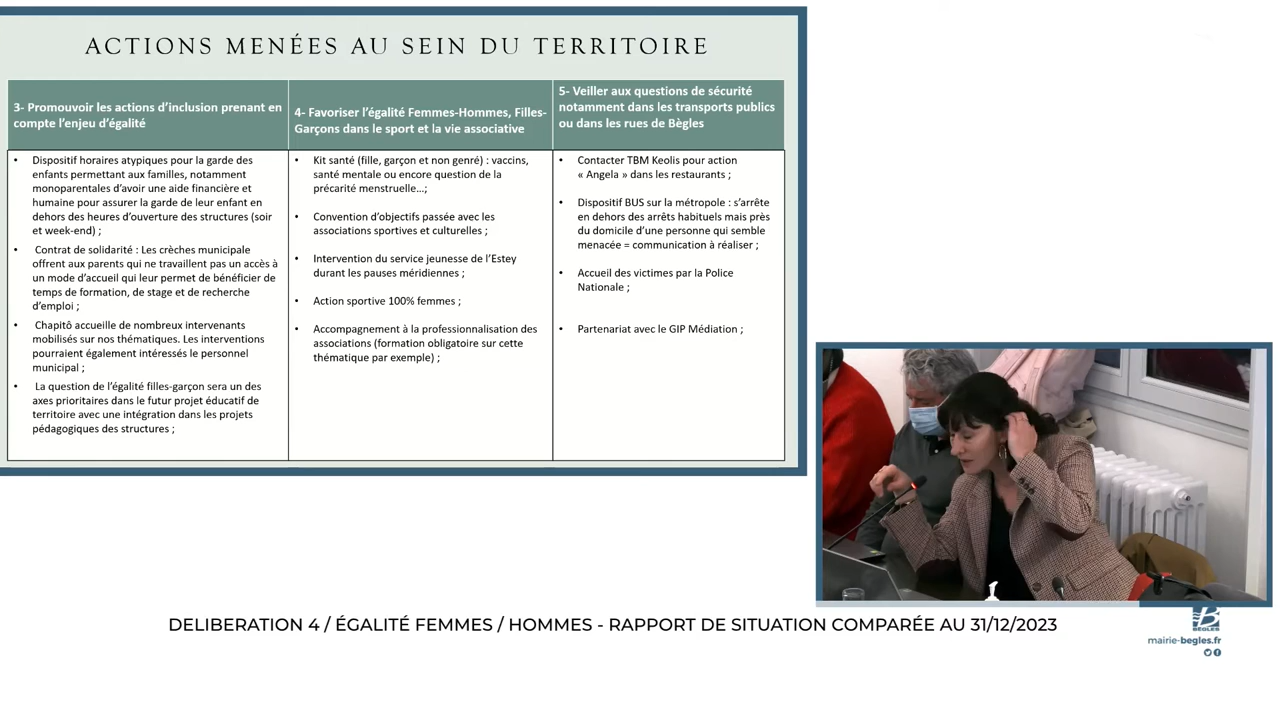 ACTIONS MENÉES AU SEIN DU TERRITOIRE
3- Promouvoir les actions d'inclusion prenant en
compte l'enjeu d'égalité
Dispositif horaires atypiques pour la garde des
enfants permettant aux familles, notamment
monoparentales d'avoir une aide financière et
humaine pour assurer la garde de leur enfant en
dehors des heures d'ouverture des structures (soir
et week-end) ;
Contrat de solidarité : Les crèches municipale
offrent aux parents qui ne travaillent pas un accès à
un mode d'accueil qui leur permet de bénéficier de
temps de formation, de stage et de recherche
d'emploi ;
Chapitô accueille de nombreux intervenants
mobilisés sur nos thématiques. Les interventions
pourraient également intéressés le personnel
municipal ;
La question de l'égalité filles-garçon sera un des
axes prioritaires dans le futur projet éducatif de
territoire avec une intégration dans les projets
pédagogiques des structures ;
4- Favoriser l'égalité Femmes-Hommes, Filles-
Garçons dans le sport et la vie associative
Kit santé (fille, garçon et non genré) : vaccins,
santé mentale ou encore question de la
précarité menstruelle...;
Convention d'objectifs passée avec les
associations sportives et culturelles ;
Intervention du service jeunesse de l'Estey
durant les pauses méridiennes ;
Action sportive 100% femmes ;
Accompagnement à la professionnalisation des
associations (formation obligatoire sur cette
thématique par exemple) ;
5- Veiller aux questions de sécurité
notamment dans les transports publics
ou dans les rues de Bègles
Contacter TBM Keolis pour action
« Angela » dans les restaurants ;
Dispositif BUS sur la métropole : s'arrête
en dehors des arrêts habituels mais près
du domicile d'une personne qui semble
menacée = communication à réaliser ;
Accueil des victimes par la Police
Nationale ;
Partenariat avec le GIP Médiation ;
DELIBERATION 4 / ÉGALITÉ FEMMES / HOMMES - RAPPORT DE SITUATION COMPARÉE AU 31/12/2023
BÈGLES
mairie-begles.fr